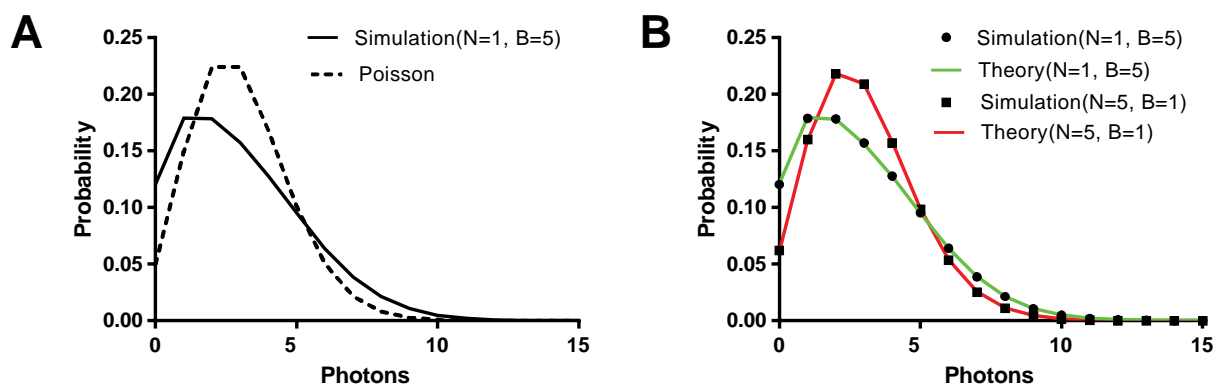 A
Simulation(N=1, B=5)
Poisson
Probability
0.25
0.20
0.15
0.10
0.05
0.00
0 5 10 15
Photons
B
Simulation(N=1, B=5)
Theory(N=1, B=5)
Simulation(N=5, B=1)
Theory(N=5, B=1)
Probability
0.25
0.20
0.15
0.10
0.05
0.00
0 5 10 15
Photons